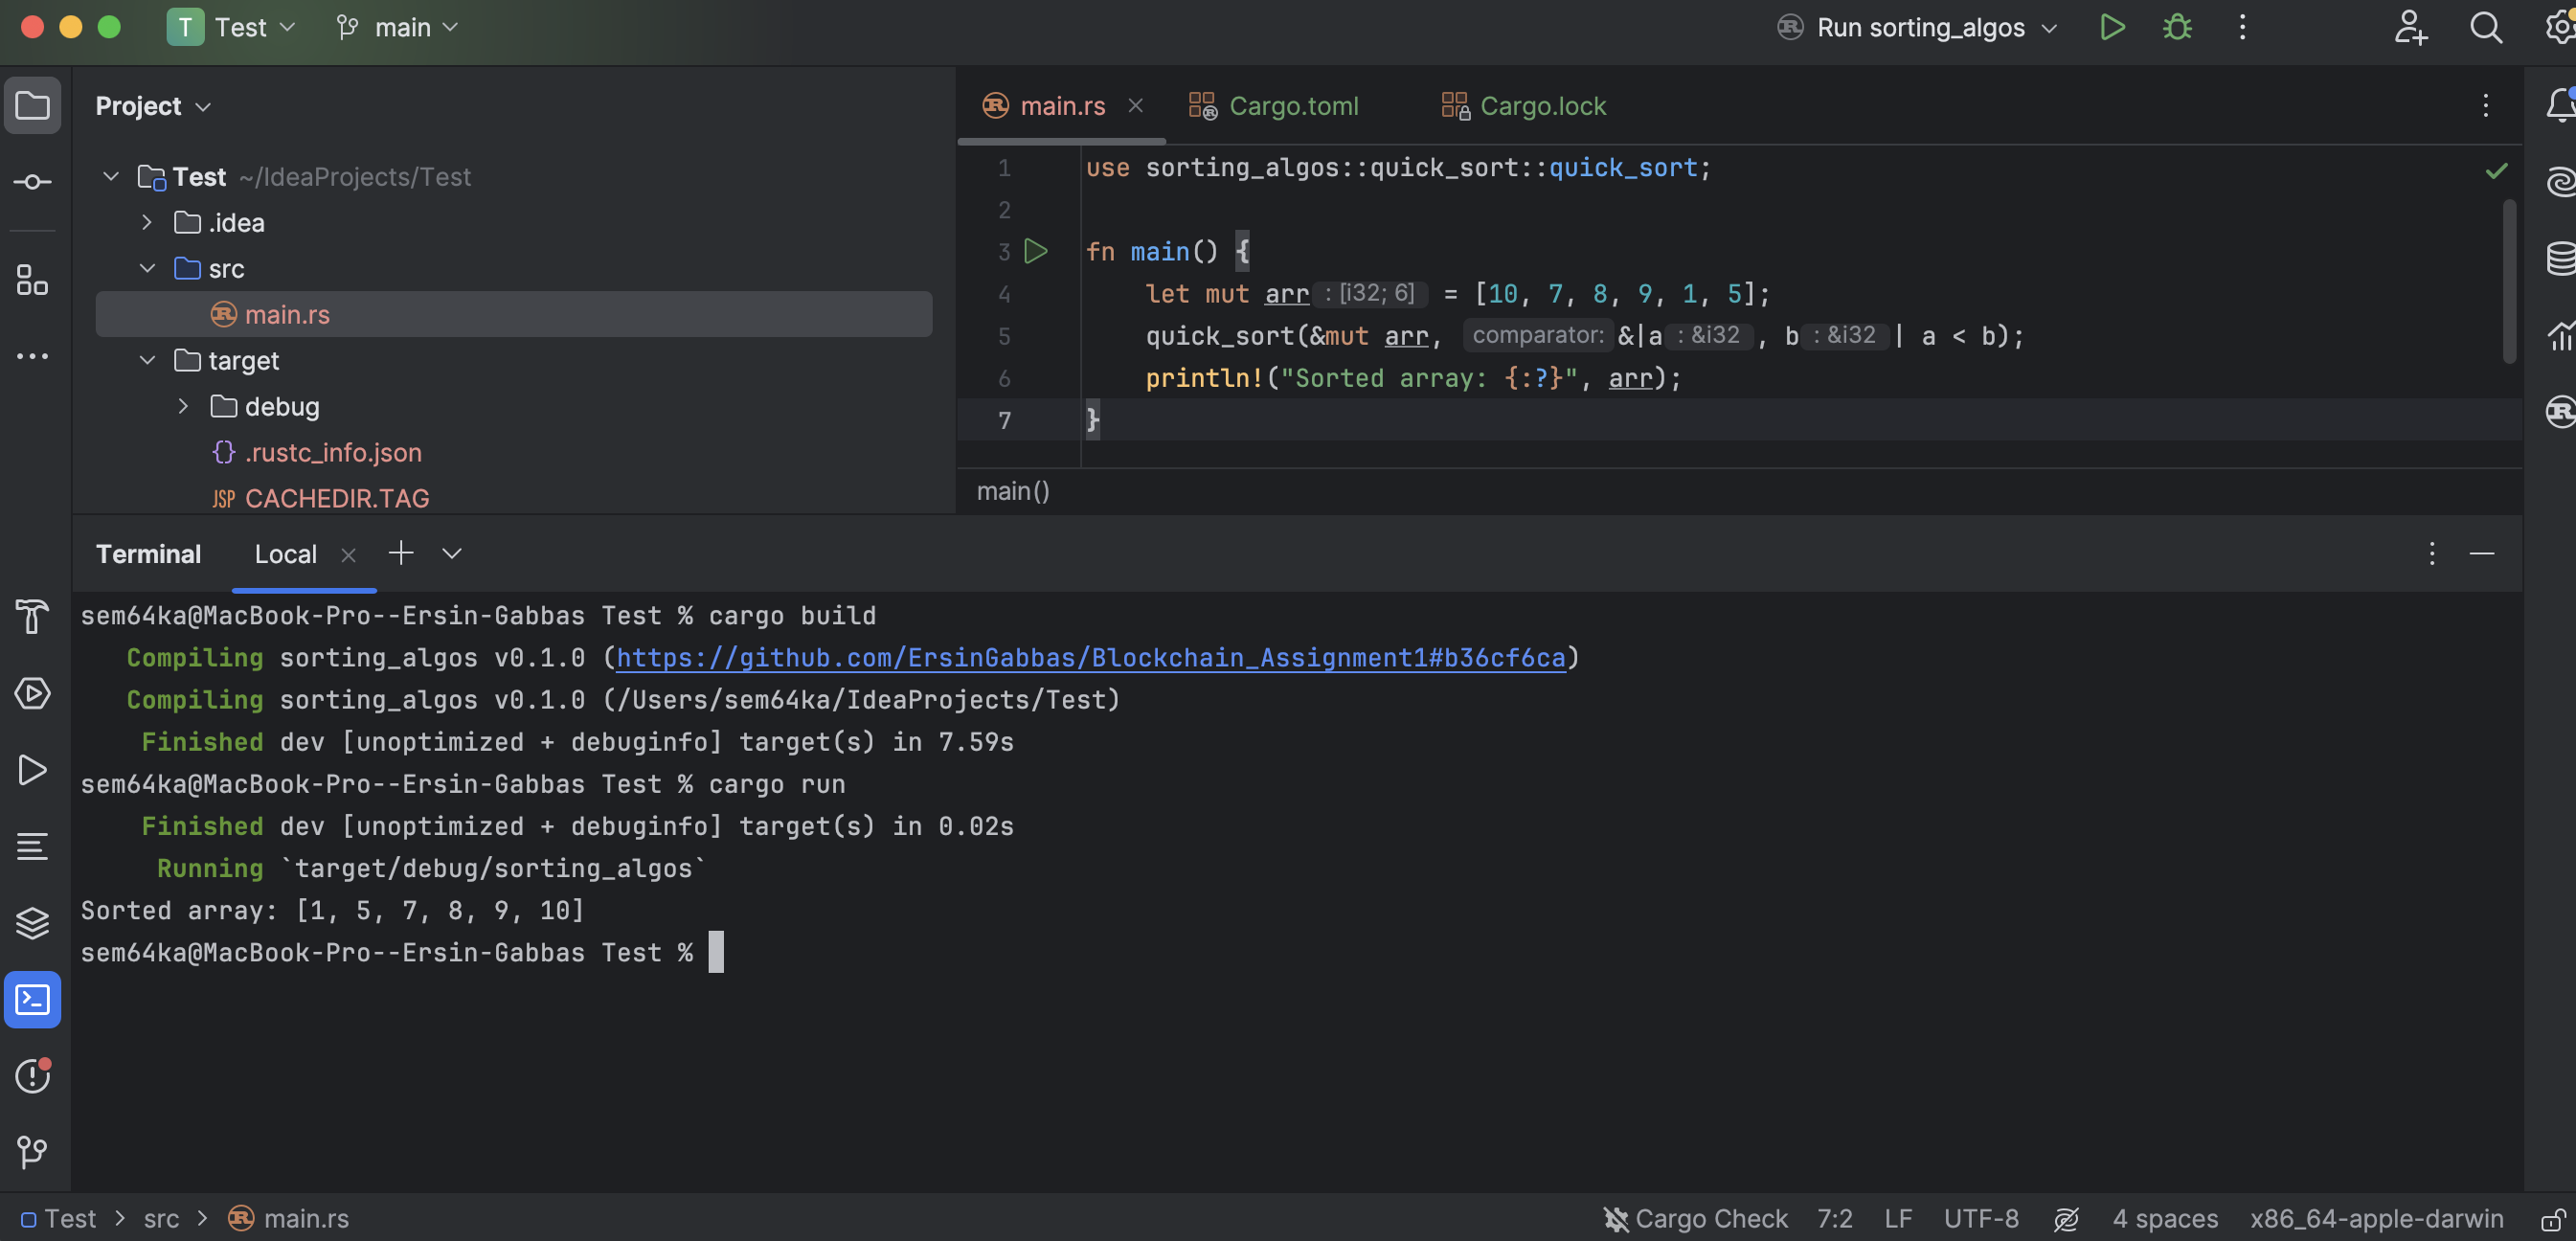 T Test main Run sorting_algos
Project
Test ~/IdeaProjects/Test
.idea
src
main.rs
target
debug
{} .rustc_info.json
JSP CACHEDIR.TAG
main.rs Cargo.toml Cargo.lock
1 use sorting_algos::quick_sort::quick_sort;
2
3 fn main() {
4 let mut arr : [i32; 6] = [10, 7, 8, 9, 1, 5];
5 quick_sort(&mut arr, comparator: &|a : &i32 , b : &i32 | a < b);
6 println!("Sorted array: {:?}", arr);
7 }
main()
Terminal Local
sem64ka@MacBook-Pro--Ersin-Gabbas Test % cargo build
Compiling sorting_algos v0.1.0 (https://github.com/ErsinGabbas/Blockchain_Assignment1#b36cf6ca)
Compiling sorting_algos v0.1.0 (/Users/sem64ka/IdeaProjects/Test)
Finished dev [unoptimized + debuginfo] target(s) in 7.59s
sem64ka@MacBook-Pro--Ersin-Gabbas Test % cargo run
Finished dev [unoptimized + debuginfo] target(s) in 0.02s
Running `target/debug/sorting_algos`
Sorted array: [1, 5, 7, 8, 9, 10]
sem64ka@MacBook-Pro--Ersin-Gabbas Test %
Test > src > main.rs Cargo Check 7:2 LF UTF-8 4 spaces x86_64-apple-darwin